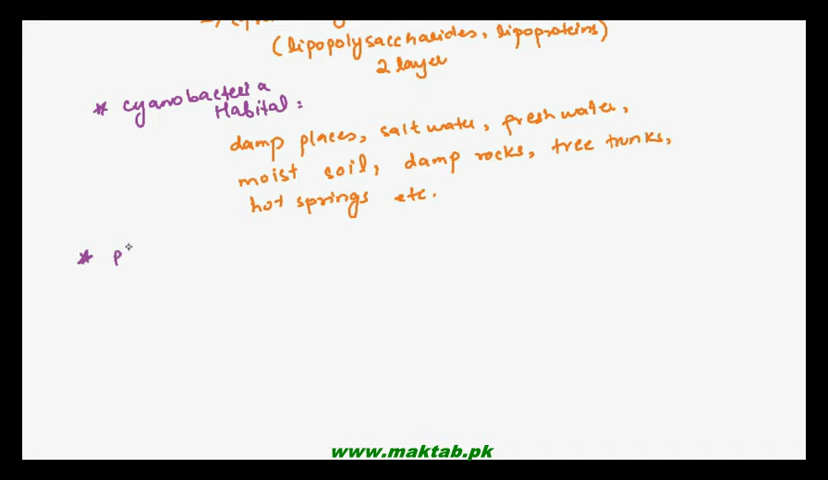 (lipopolysaccharides, lipoproteins)
2 layer
* cyanobacteria
Habital :
damp places, salt water, fresh water,
moist soil, damp rocks, tree trunks,
hot springs etc.
* P
www.maktab.pk